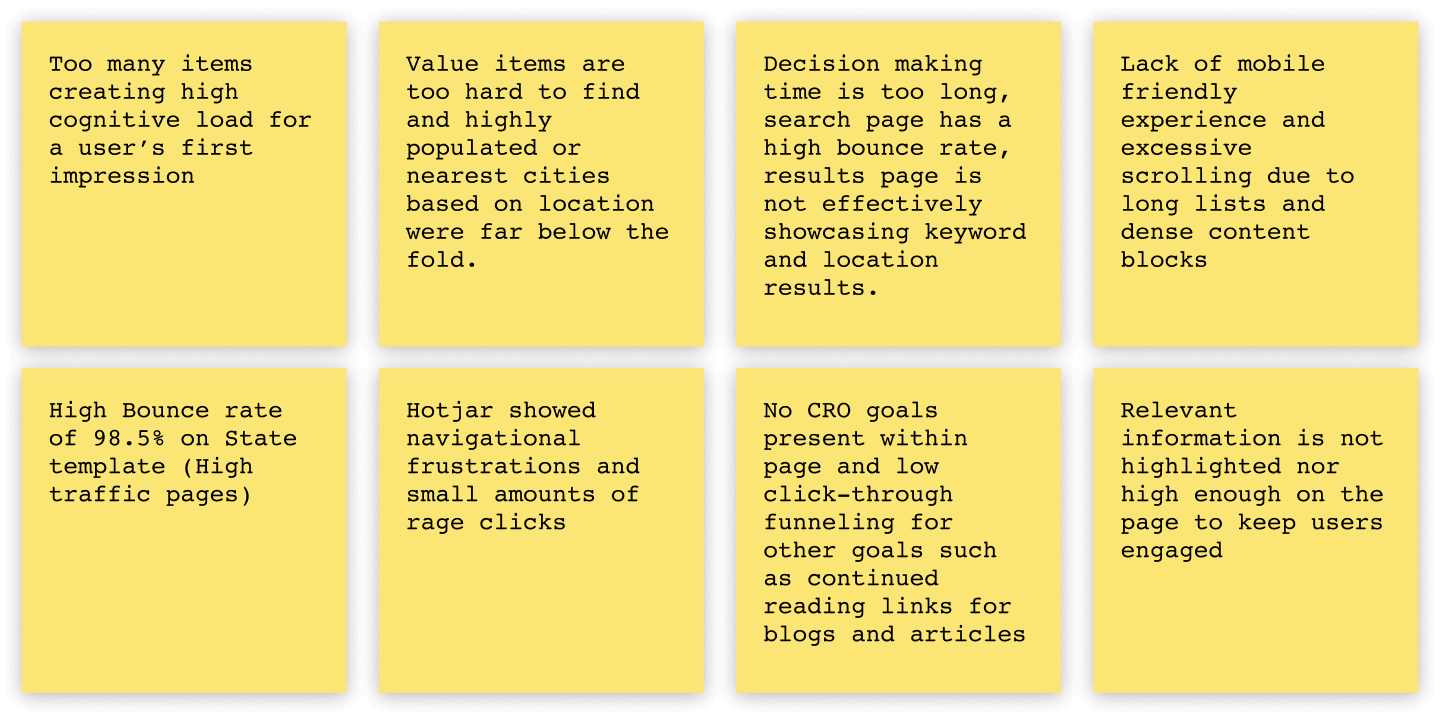 Too many items
creating high
cognitive load for
a user’s first
impression
Value items are
too hard to find
and highly
populated or
nearest cities
based on location
were far below the
fold.
Decision making
time is too long,
search page has a
high bounce rate,
results page is
not effectively
showcasing keyword
and location
results.
Lack of mobile
friendly
experience and
excessive
scrolling due to
long lists and
dense content
blocks
High Bounce rate
of 98.5% on State
template (High
traffic pages)
Hotjar showed
navigational
frustrations and
small amounts of
rage clicks
No CRO goals
present within
page and low
click-through
funneling for
other goals such
as continued
reading links for
blogs and articles
Relevant
information is not
highlighted nor
high enough on the
page to keep users
engaged